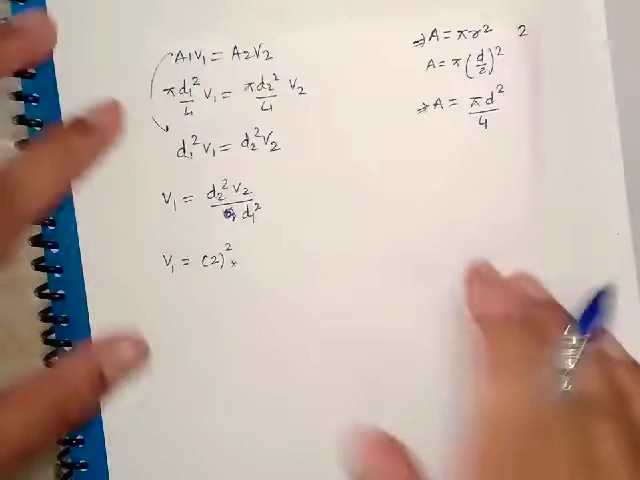 A1V1 = A2V2
πd₁²/4 V₁ = πd₂²/4 V₂
d₁²V₁ = d₂²V₂
V₁ = d₂²V₂/d₁²
V₁ = (2)² ×
→ A = πr² 2
A = π(d/2)²
→ A = πd²/4